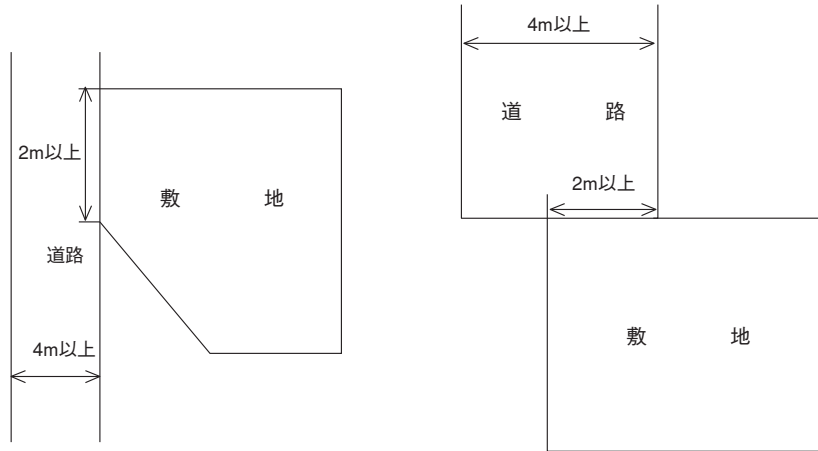 2m以上
敷 地
道路
4m以上
4m以上
道 路
2m以上
敷 地